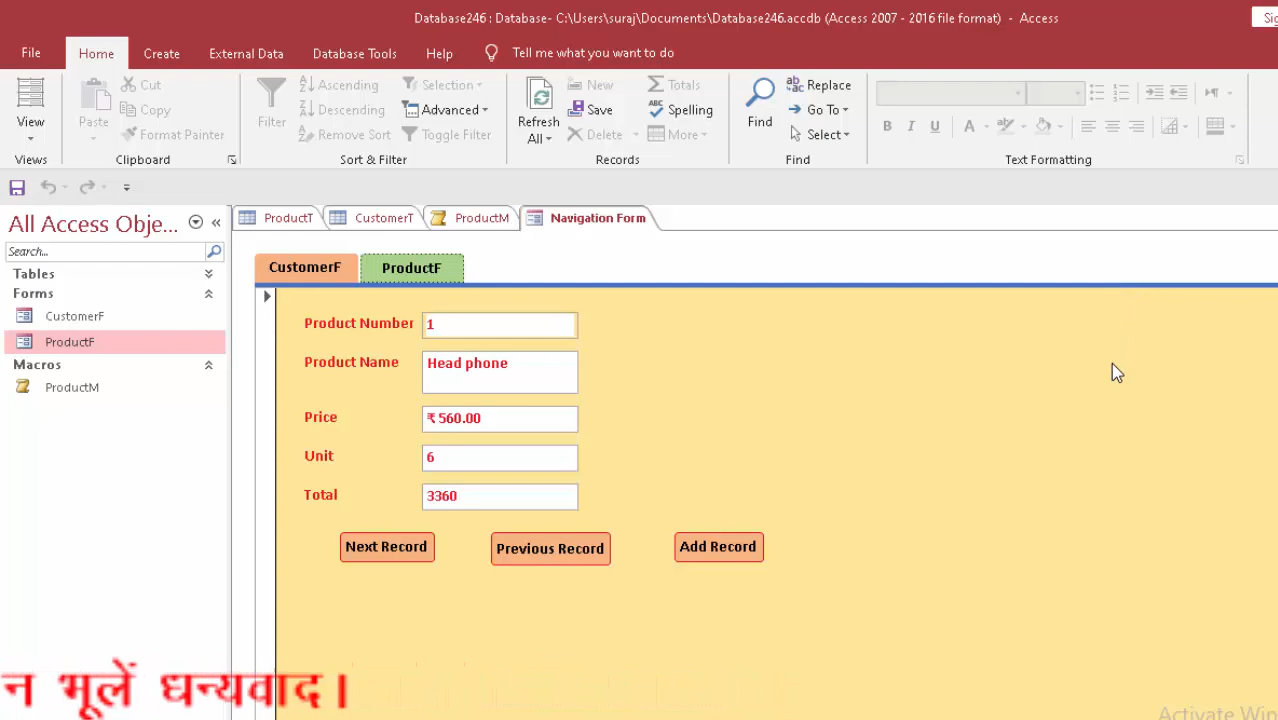 Database246 : Database- C:\Users\suraj\Documents\Database246.accdb (Access 2007 - 2016 file format) - Access
File Home Create External Data Database Tools Help Tell me what you want to do
View
Views
Paste
Cut
Copy
Format Painter
Clipboard
Filter
Ascending
Descending
Remove Sort
Selection
Advanced
Toggle Filter
Sort & Filter
Refresh
All
New
Save
Delete
Totals
Spelling
More
Records
Find
Replace
Go To
Select
Find
B I U A
Text Formatting
All Access Obje...
Search...
Tables
Forms
CustomerF
ProductF
Macros
ProductM
ProductT CustomerT ProductM Navigation Form
CustomerF ProductF
Product Number 1
Product Name Head phone
Price ₹ 560.00
Unit 6
Total 3360
Next Record Previous Record Add Record
न भूलें धन्यवाद।